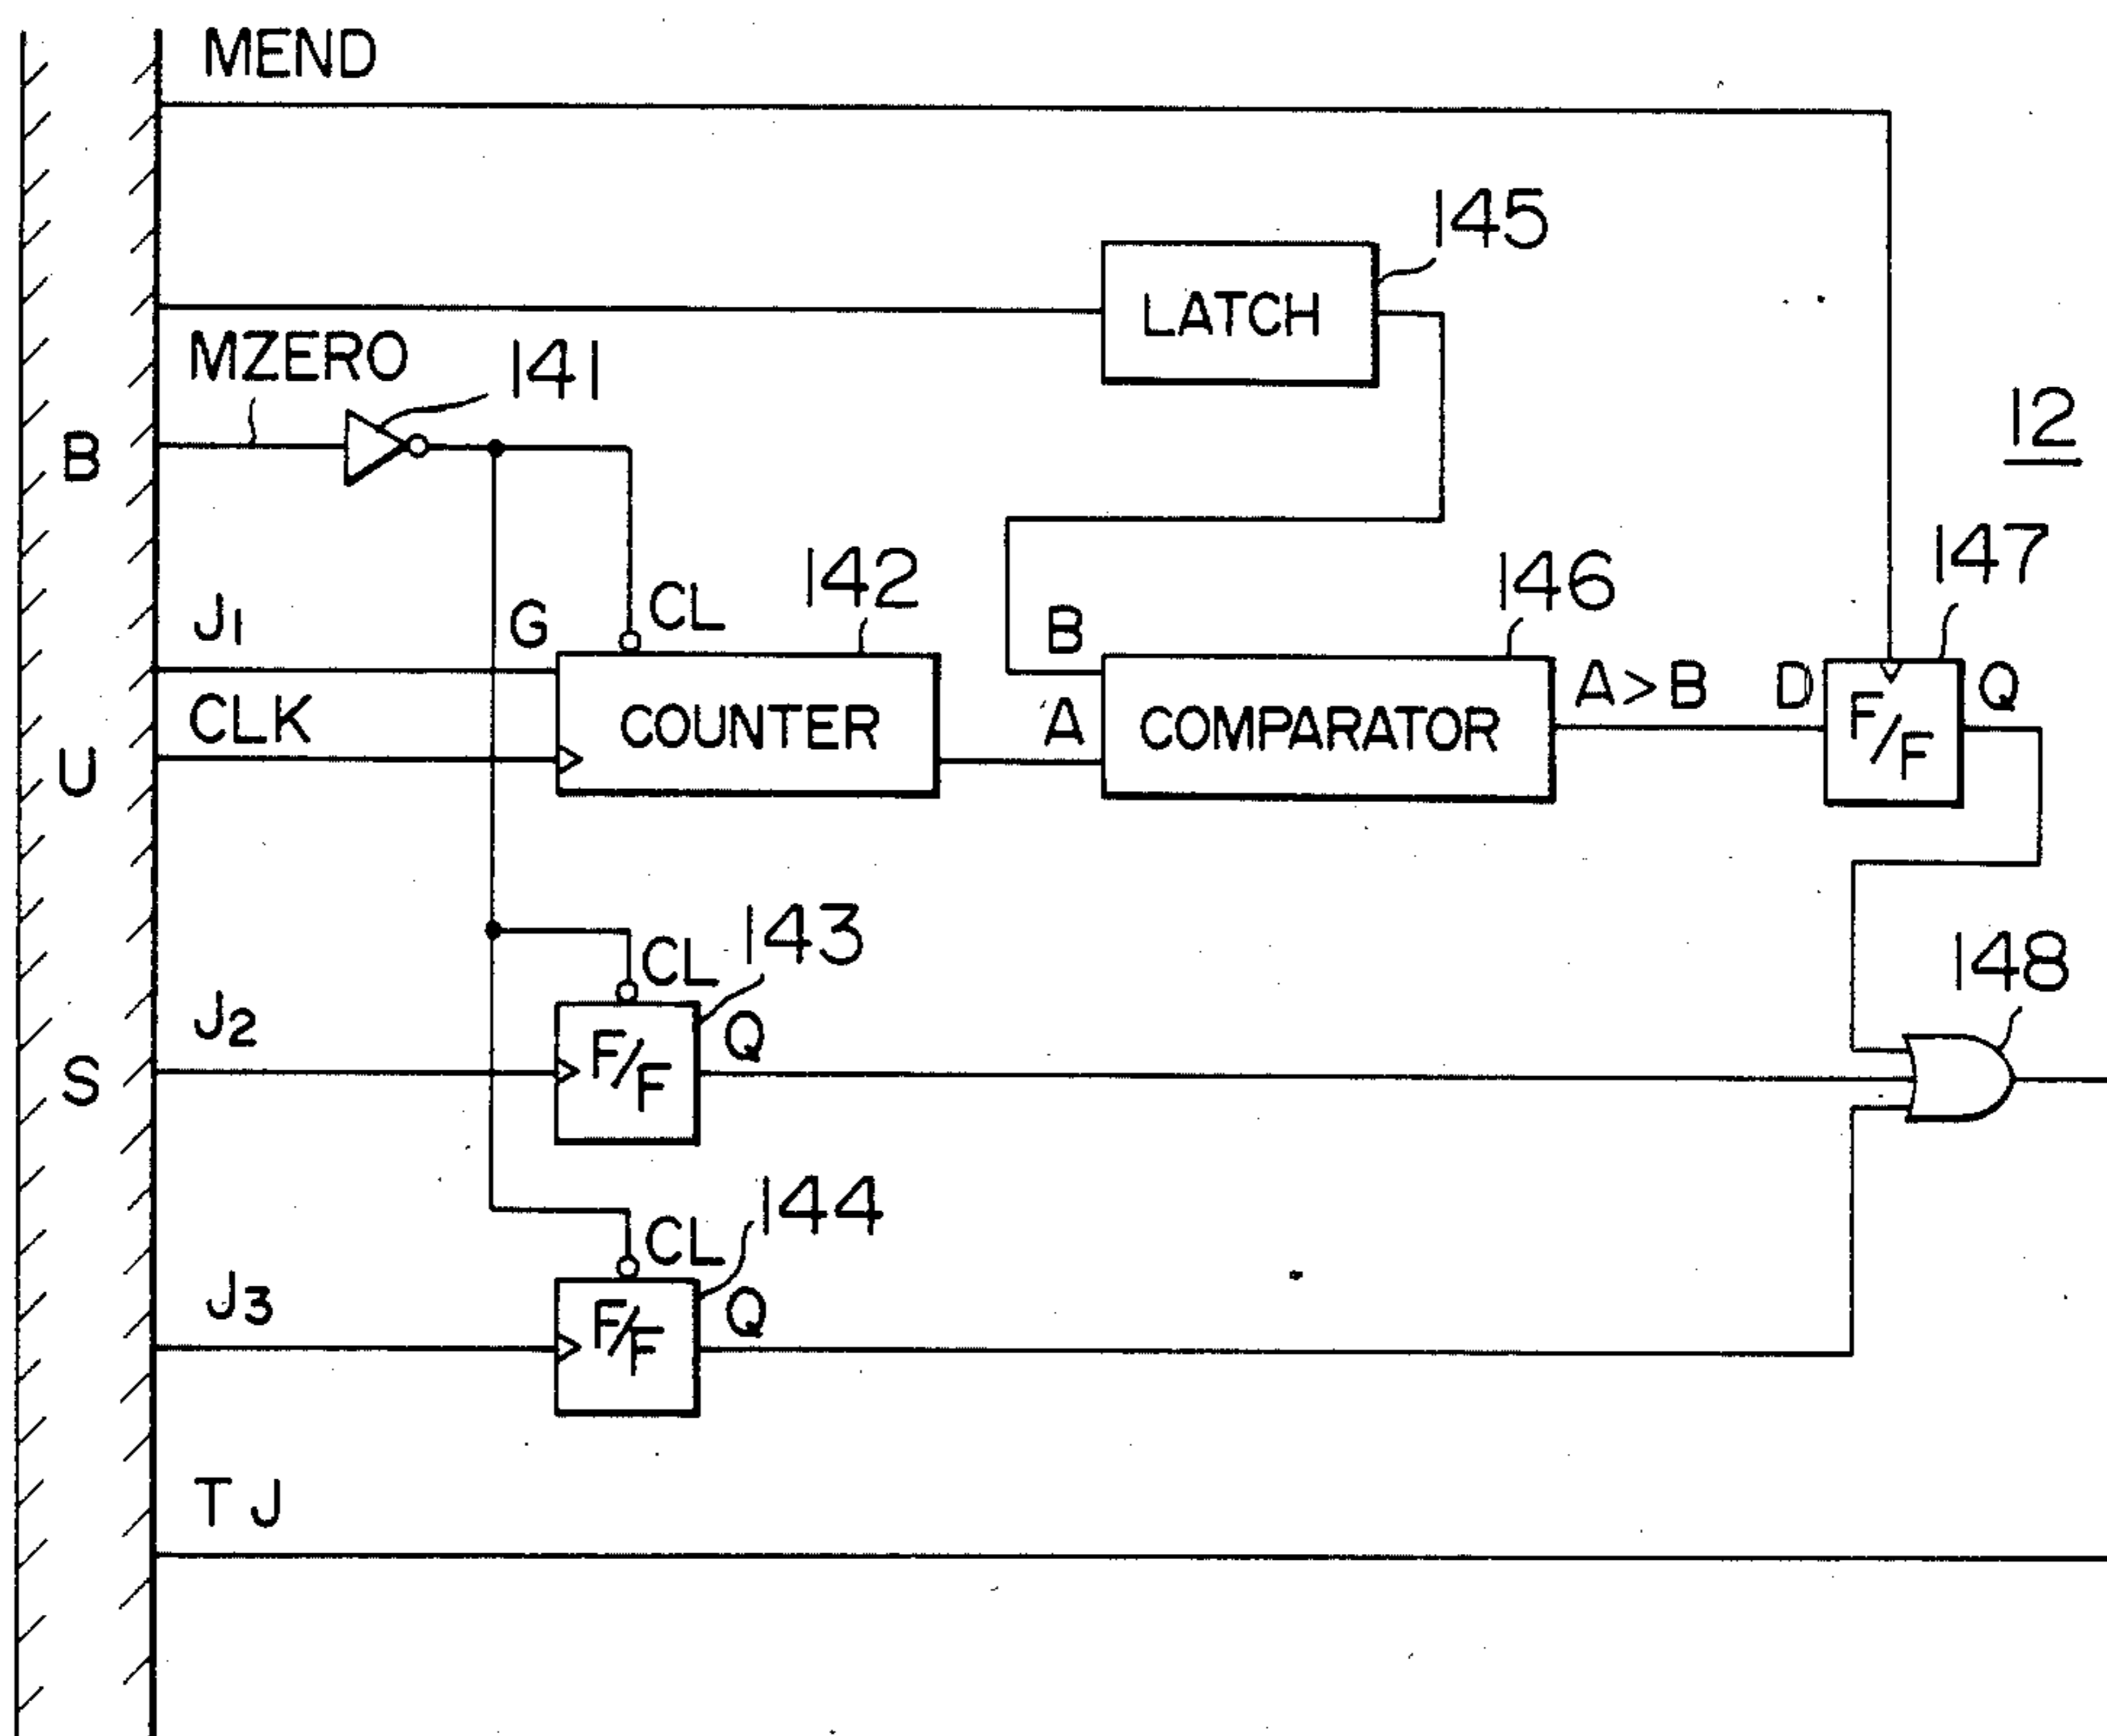 MEND
145
LATCH
MZERO
141
B
12
J1
G
CL
142
B
146
147
CLK
COUNTER
A
COMPARATOR
A>B
D
F/F
Q
U
CL
143
148
J2
F/F
Q
S
CL
144
J3
F/F
Q
TJ